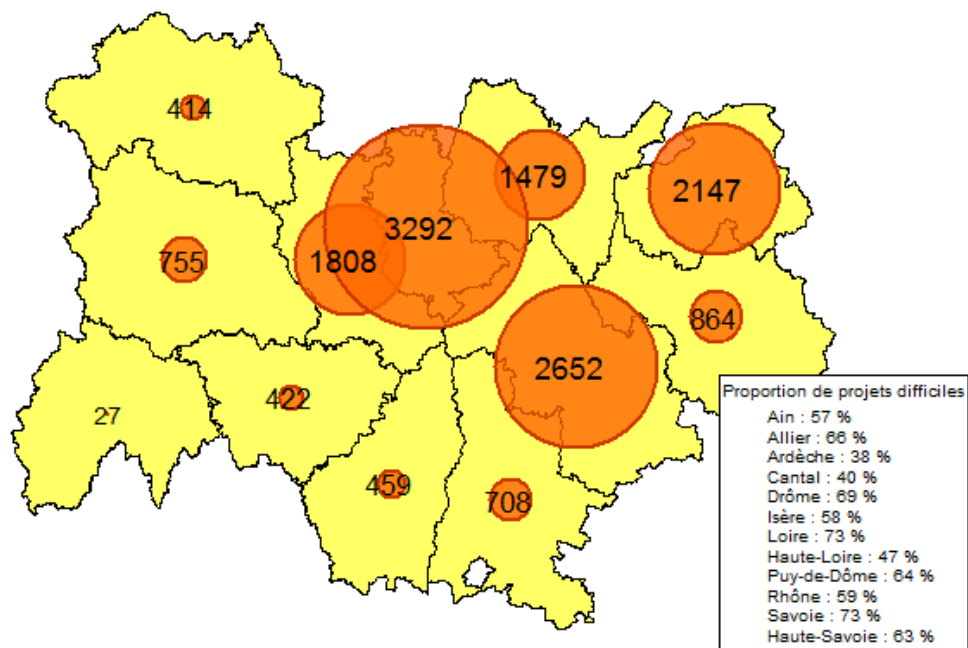 414
1479
2147
3292
755
1808
864
2652
27
422
459
708
Proportion de projets difficiles
Ain : 57 %
Allier : 66 %
Ardèche : 38 %
Cantal : 40 %
Drôme : 69 %
Isère : 58 %
Loire : 73 %
Haute-Loire : 47 %
Puy-de-Dôme : 64 %
Rhône : 59 %
Savoie : 73 %
Haute-Savoie : 63 %